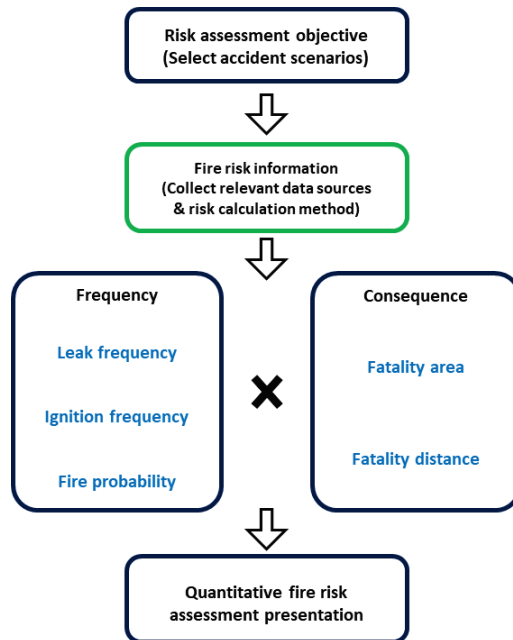 Risk assessment objective
(Select accident scenarios)
Fire risk information
(Collect relevant data sources
& risk calculation method)
Frequency
Leak frequency
Ignition frequency
Fire probability
×
Consequence
Fatality area
Fatality distance
Quantitative fire risk
assessment presentation